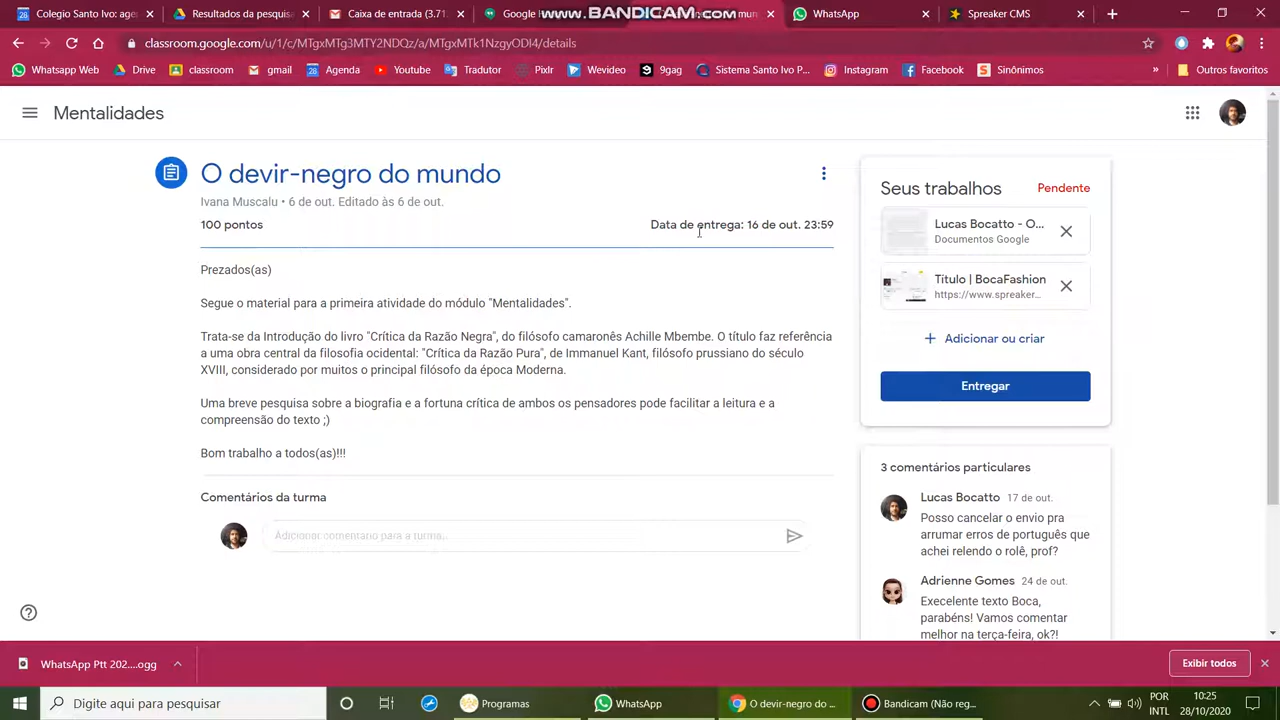 Colegio Santo Ivo: agen
Resultados da pesquisa
Caixa de entrada (3.71
Google
www.BANDICAM.com
WhatsApp
Spreaker CMS
classroom.google.com/u/1/c/MTgxMTg3MTY2NDQz/a/MTgxMTk1NzgyODI4/details
Whatsapp Web
Drive
classroom
gmail
Agenda
Youtube
Tradutor
Pixlr
Wevideo
9gag
Sistema Santo Ivo P...
Instagram
Facebook
Sinônimos
»
Outros favoritos
Mentalidades
O devir-negro do mundo
Ivana Muscalu • 6 de out. Editado às 6 de out.
100 pontos
Data de entrega: 16 de out. 23:59
Prezados(as)
Segue o material para a primeira atividade do módulo "Mentalidades".
Trata-se da Introdução do livro "Crítica da Razão Negra", do filósofo camaronês Achille Mbembe. O título faz referência
a uma obra central da filosofia ocidental: "Crítica da Razão Pura", de Immanuel Kant, filósofo prussiano do século
XVIII, considerado por muitos o principal filósofo da época Moderna.
Uma breve pesquisa sobre a biografia e a fortuna crítica de ambos os pensadores pode facilitar a leitura e a
compreensão do texto ;)
Bom trabalho a todos(as)!!!
Comentários da turma
Adicionar comentário para a turma...
Seus trabalhos
Pendente
Lucas Bocatto - O...
Documentos Google
Título | BocaFashion
https://www.spreaker...
+ Adicionar ou criar
Entregar
3 comentários particulares
Lucas Bocatto 17 de out.
Posso cancelar o envio pra
arrumar erros de português que
achei relendo o rolê, prof?
Adrienne Gomes 24 de out.
Execelente texto Boca,
parabéns! Vamos comentar
melhor na terça-feira, ok?!
WhatsApp Ptt 202....ogg
Exibir todos
Digite aqui para pesquisar
Programas
WhatsApp
O devir-negro do ...
Bandicam (Não reg...
POR
INTL
10:25
28/10/2020